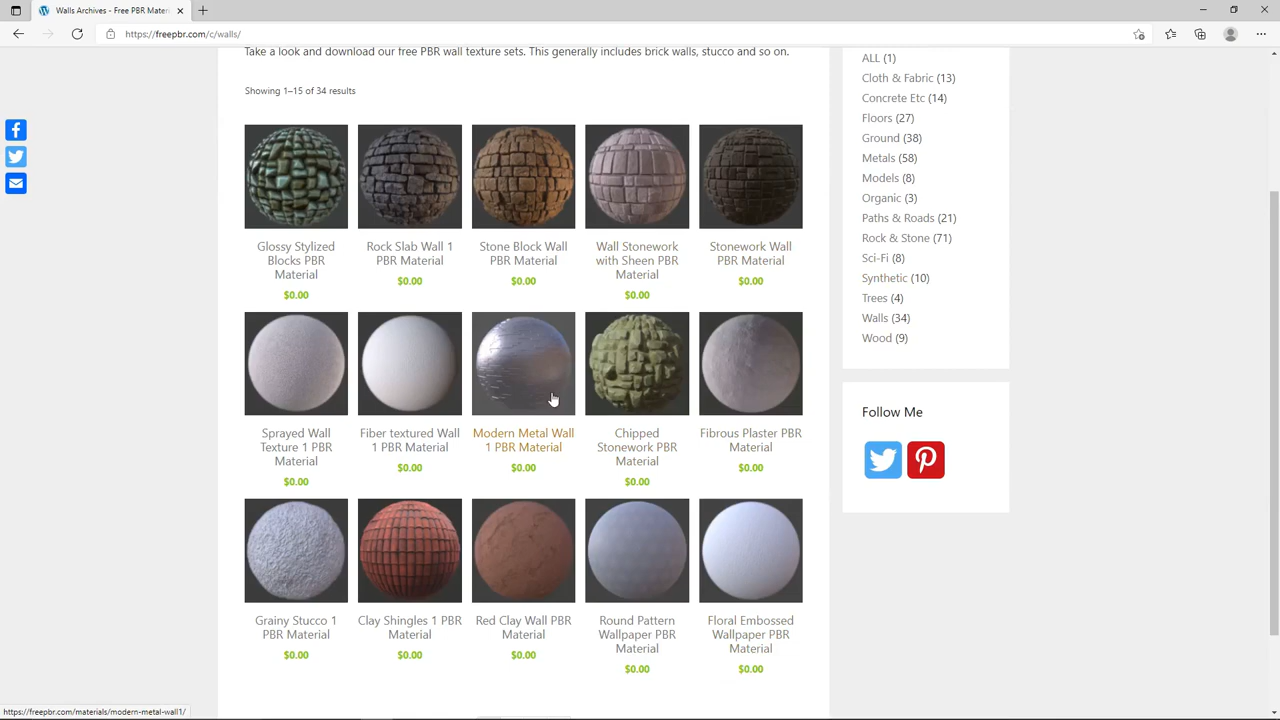 Walls Archives - Free PBR Mater
https://freepbr.com/c/walls/
Take a look and download our free PBR wall texture sets. This generally includes brick walls, stucco and so on.
Showing 1–15 of 34 results
Glossy Stylized
Blocks PBR
Material
$0.00
Rock Slab Wall 1
PBR Material
$0.00
Stone Block Wall
PBR Material
$0.00
Wall Stonework
with Sheen PBR
Material
$0.00
Stonework Wall
PBR Material
$0.00
Sprayed Wall
Texture 1 PBR
Material
$0.00
Fiber textured Wall
1 PBR Material
$0.00
Modern Metal Wall
1 PBR Material
$0.00
Chipped
Stonework PBR
Material
$0.00
Fibrous Plaster PBR
Material
$0.00
Grainy Stucco 1
PBR Material
$0.00
Clay Shingles 1 PBR
Material
$0.00
Red Clay Wall PBR
Material
$0.00
Round Pattern
Wallpaper PBR
Material
$0.00
Floral Embossed
Wallpaper PBR
Material
$0.00
ALL (1)
Cloth & Fabric (13)
Concrete Etc (14)
Floors (27)
Ground (38)
Metals (58)
Models (8)
Organic (3)
Paths & Roads (21)
Rock & Stone (71)
Sci-Fi (8)
Synthetic (10)
Trees (4)
Walls (34)
Wood (9)
Follow Me
https://freepbr.com/materials/modern-metal-wall1/